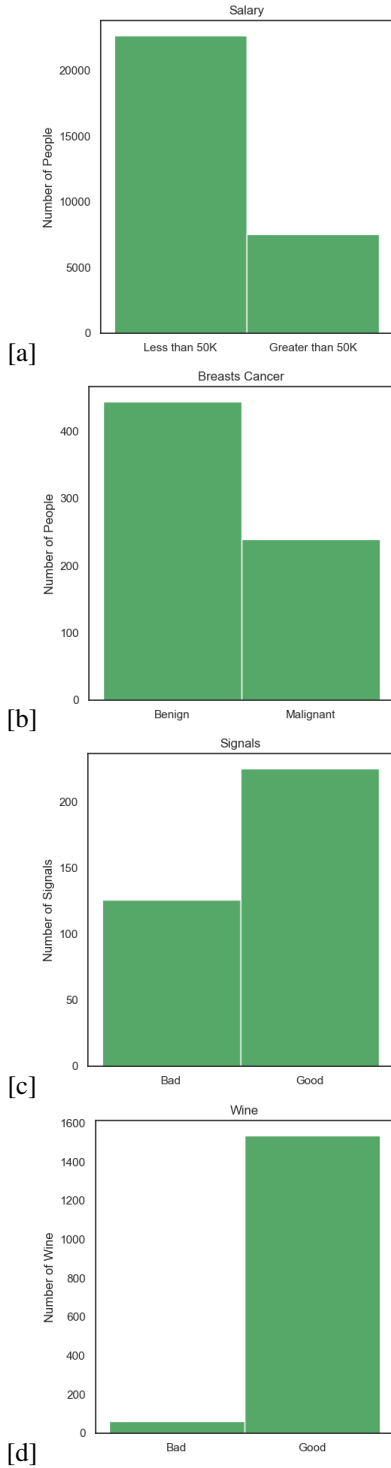 Salary
20000
15000
10000
5000
0
Number of People
Less than 50K Greater than 50K
[a]
Breasts Cancer
400
300
200
100
0
Number of People
Benign Malignant
[b]
Signals
200
150
100
50
0
Number of Signals
Bad Good
[c]
Wine
1600
1400
1200
1000
800
600
400
200
0
Number of Wine
Bad Good
[d]